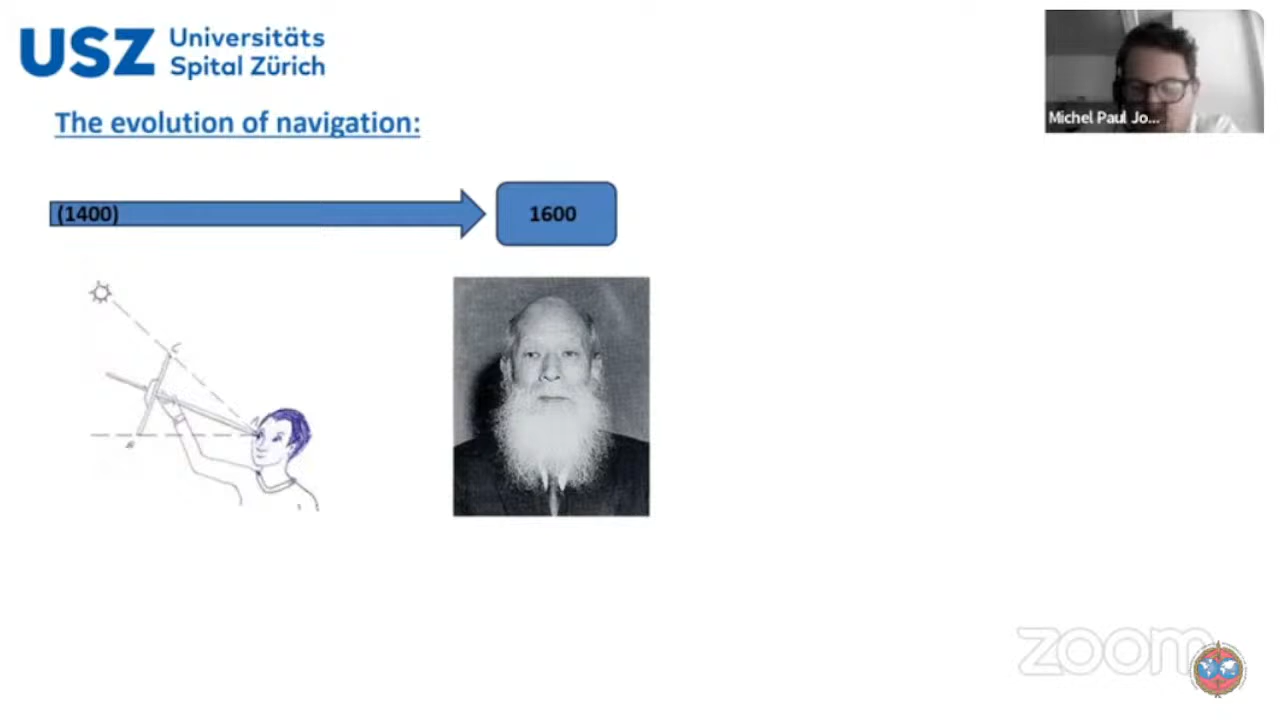 USZ Universitäts
Spital Zürich
Michel Paul Jo...
The evolution of navigation:
(1400)
1600
C
zoom